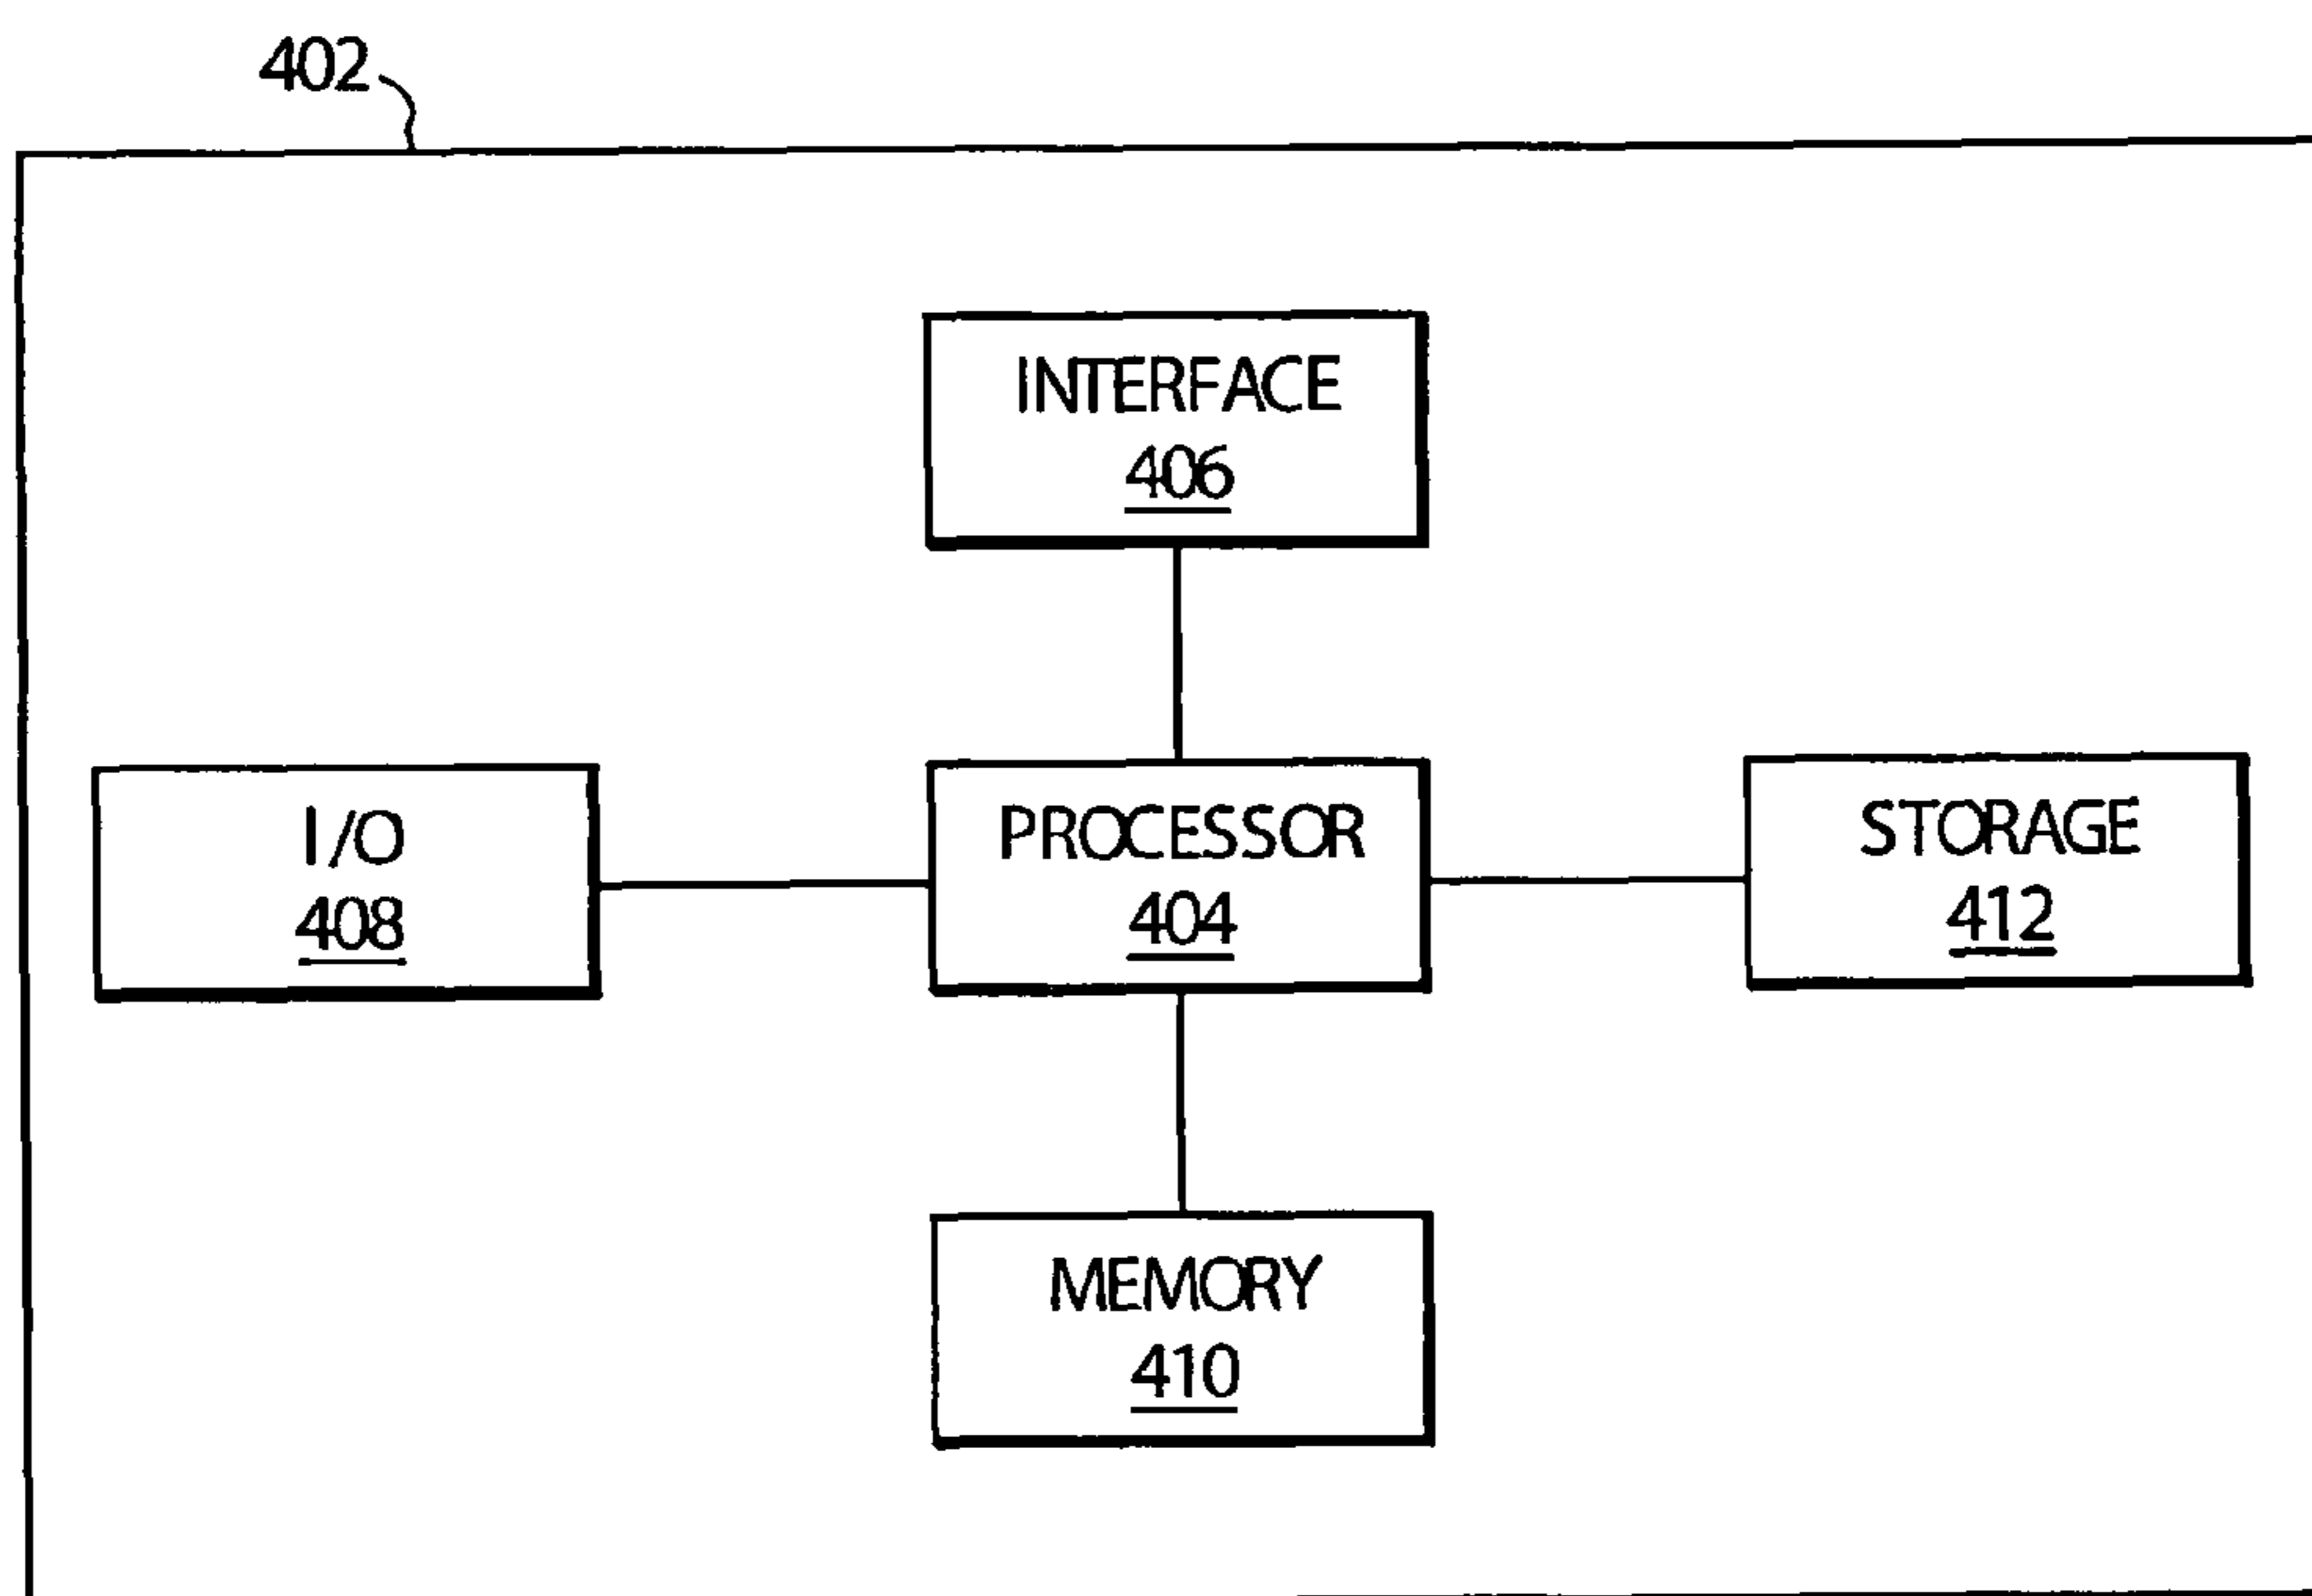 402
INTERFACE
406
I/O
408
PROCESSOR
404
STORAGE
412
MEMORY
410